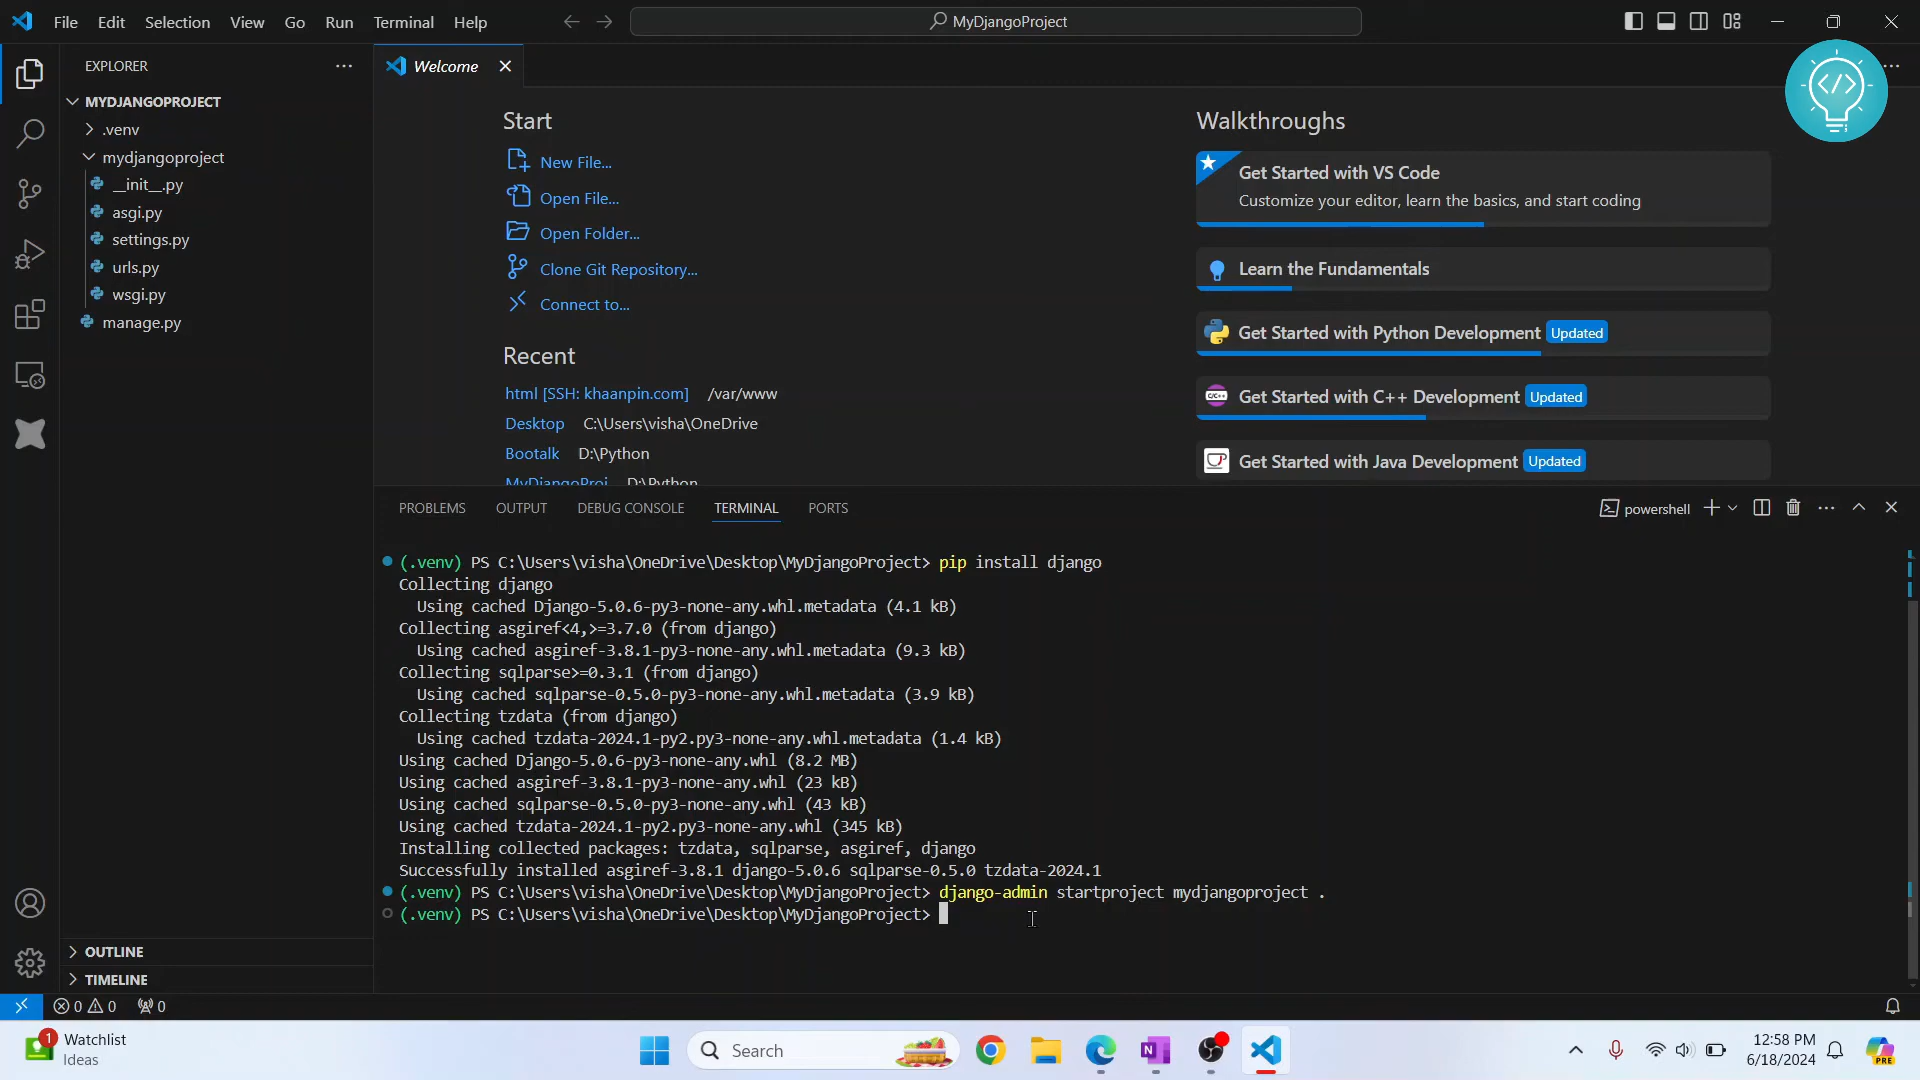 File Edit Selection View Go Run Terminal Help
MyDjangoProject
EXPLORER
Welcome
MYDJANGOPROJECT
.venv
mydjangoproject
__init__.py
asgi.py
settings.py
urls.py
wsgi.py
manage.py
OUTLINE
TIMELINE
Start
New File...
Open File...
Open Folder...
Clone Git Repository...
Connect to...
Recent
html [SSH: khaanpin.com] /var/www
Desktop C:\Users\visha\OneDrive
Bootalk D:\Python
MyDjangoProj D:\Python
Walkthroughs
Get Started with VS Code
Customize your editor, learn the basics, and start coding
Learn the Fundamentals
Get Started with Python Development Updated
Get Started with C++ Development Updated
Get Started with Java Development Updated
PROBLEMS OUTPUT DEBUG CONSOLE TERMINAL PORTS
powershell
(.venv) PS C:\Users\visha\OneDrive\Desktop\MyDjangoProject> pip install django
Collecting django
Using cached Django-5.0.6-py3-none-any.whl.metadata (4.1 kB)
Collecting asgiref<4,>=3.7.0 (from django)
Using cached asgiref-3.8.1-py3-none-any.whl.metadata (9.3 kB)
Collecting sqlparse>=0.3.1 (from django)
Using cached sqlparse-0.5.0-py3-none-any.whl.metadata (3.9 kB)
Collecting tzdata (from django)
Using cached tzdata-2024.1-py2.py3-none-any.whl.metadata (1.4 kB)
Using cached Django-5.0.6-py3-none-any.whl (8.2 MB)
Using cached asgiref-3.8.1-py3-none-any.whl (23 kB)
Using cached sqlparse-0.5.0-py3-none-any.whl (43 kB)
Using cached tzdata-2024.1-py2.py3-none-any.whl (345 kB)
Installing collected packages: tzdata, sqlparse, asgiref, django
Successfully installed asgiref-3.8.1 django-5.0.6 sqlparse-0.5.0 tzdata-2024.1
(.venv) PS C:\Users\visha\OneDrive\Desktop\MyDjangoProject> django-admin startproject mydjangoproject .
(.venv) PS C:\Users\visha\OneDrive\Desktop\MyDjangoProject>
0 0 0
1
Watchlist
Ideas
Search
12:58 PM
6/18/2024
PRE